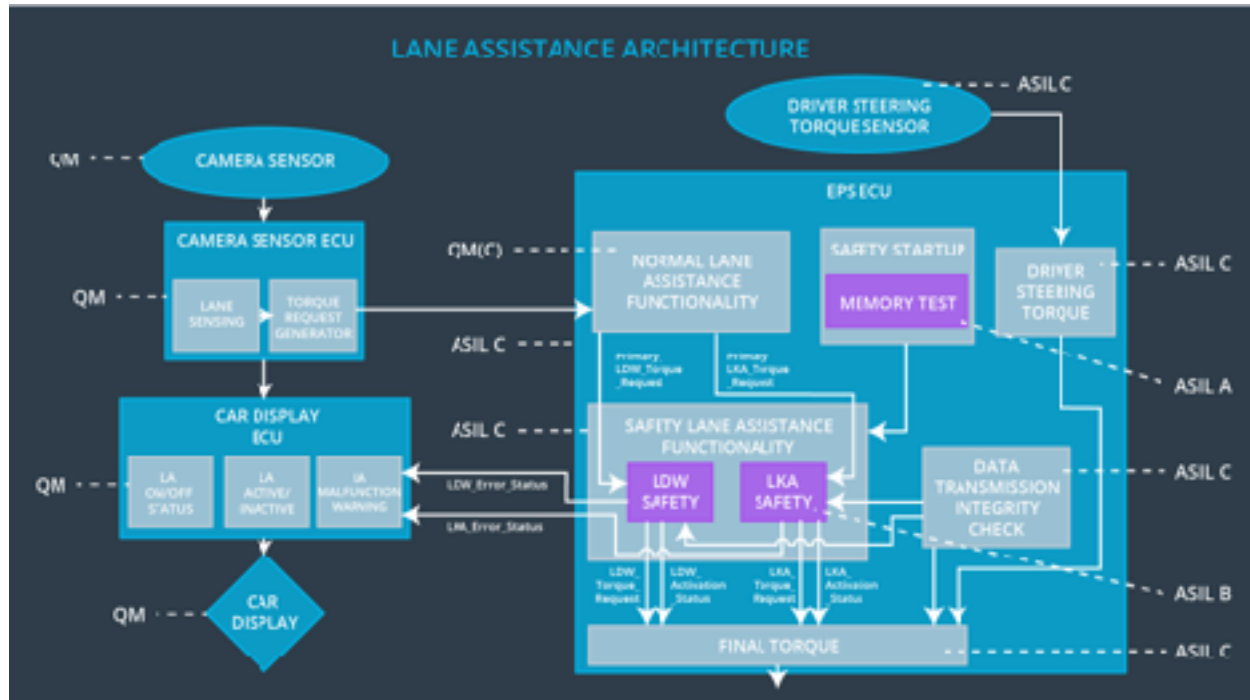 LANE ASSISTANCE ARCHITECTURE
ASIL C
DRIVER STEERING
TORQUE SENSOR
QM
CAMERA SENSOR
EPS ECU
CAMERA SENSOR ECU
QM
LANE
SENSING
TORQUE
REQUEST
GENERATOR
QM(C)
NORMAL LANE
ASSISTANCE
FUNCTIONALITY
SAFETY STARTUP
MEMORY TEST
DRIVER
STEERING
TORQUE
ASIL C
ASIL C
Primary_
LDW_Torque
_Request
Primary
LKA_Torque
_Request
ASIL A
CAR DISPLAY
ECU
ASIL C
SAFETY LANE ASSISTANCE
FUNCTIONALITY
QM
LA
ON/OFF
STATUS
LA
ACTIVE/
INACTIVE
LA
MALFUNCTION
WARNING
LDW_Error_Status
LKA_Error_Status
LDW
SAFETY
LKA
SAFETY
DATA
TRANSMISSION
INTEGRITY
CHECK
ASIL C
LDW_
Torque_
Request
LDW_
Activation
_Status
LKA_
Torque_
Request
LKA_
Activation
_Status
ASIL B
QM
CAR
DISPLAY
FINAL TORQUE
ASIL C